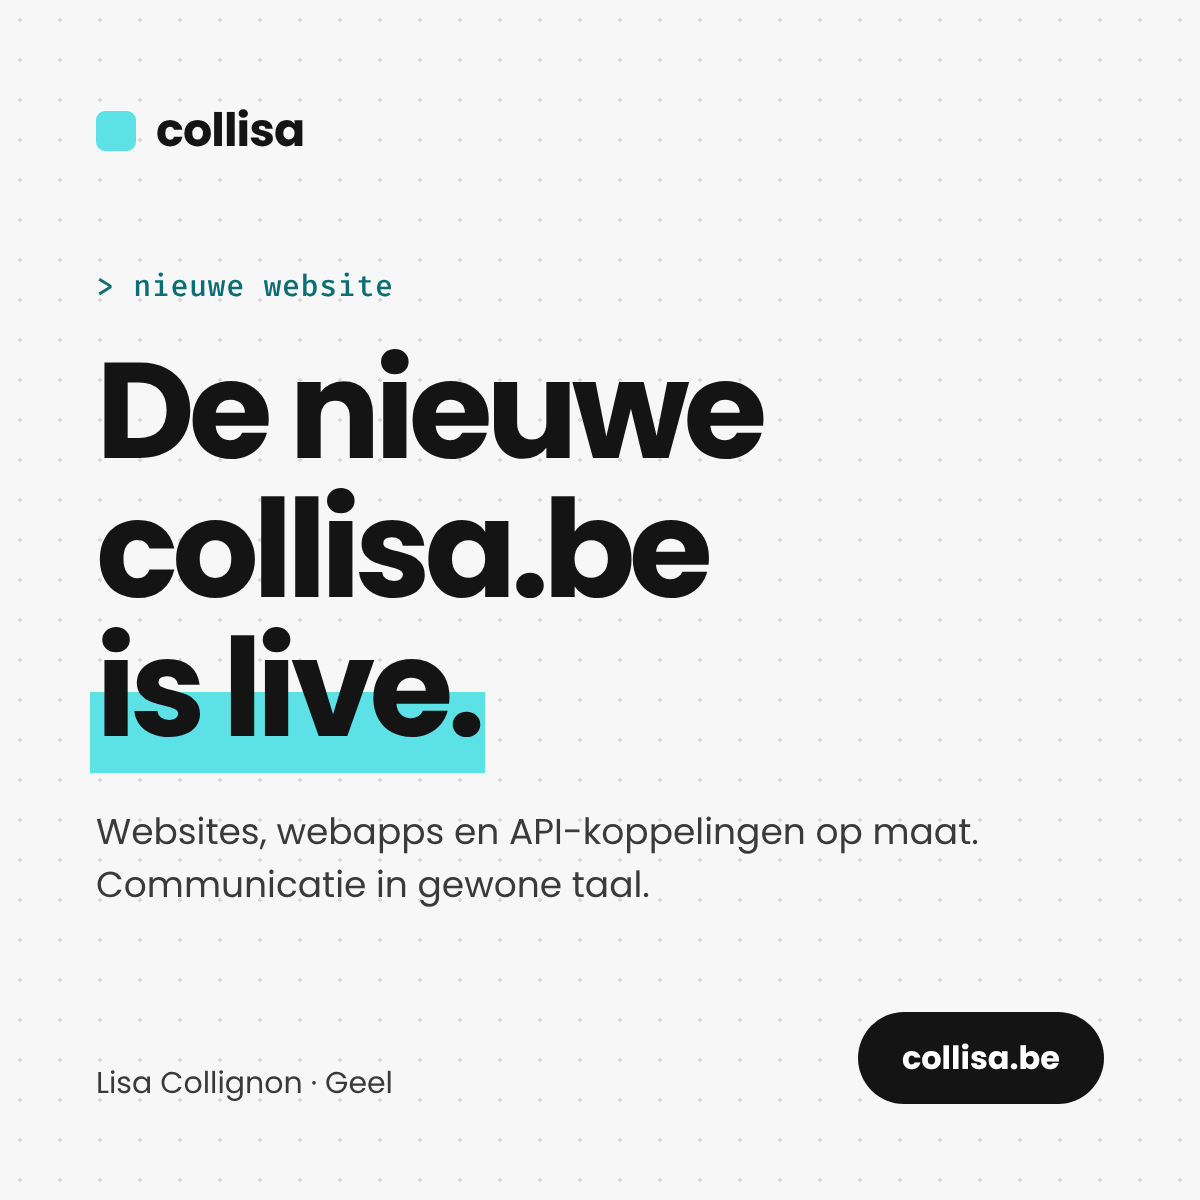 collisa
> nieuwe website
De nieuwe
collisa.be
is live.
Websites, webapps en API-koppelingen op maat.
Communicatie in gewone taal.
Lisa Collignon · Geel
collisa.be